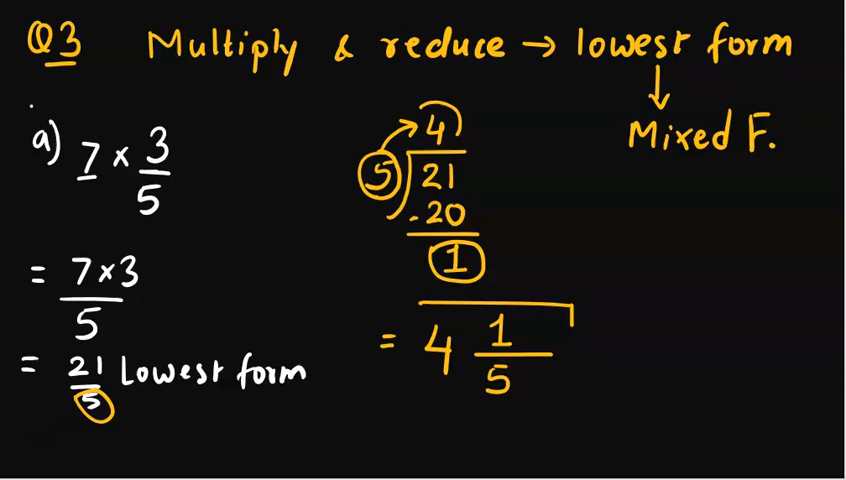 Q3 Multiply & reduce → lowest form
↓
Mixed F.
a) 7 × 3/5
= 7×3/5
= 21/5 Lowest form
4
5 21
-20
1
= 4 1/5